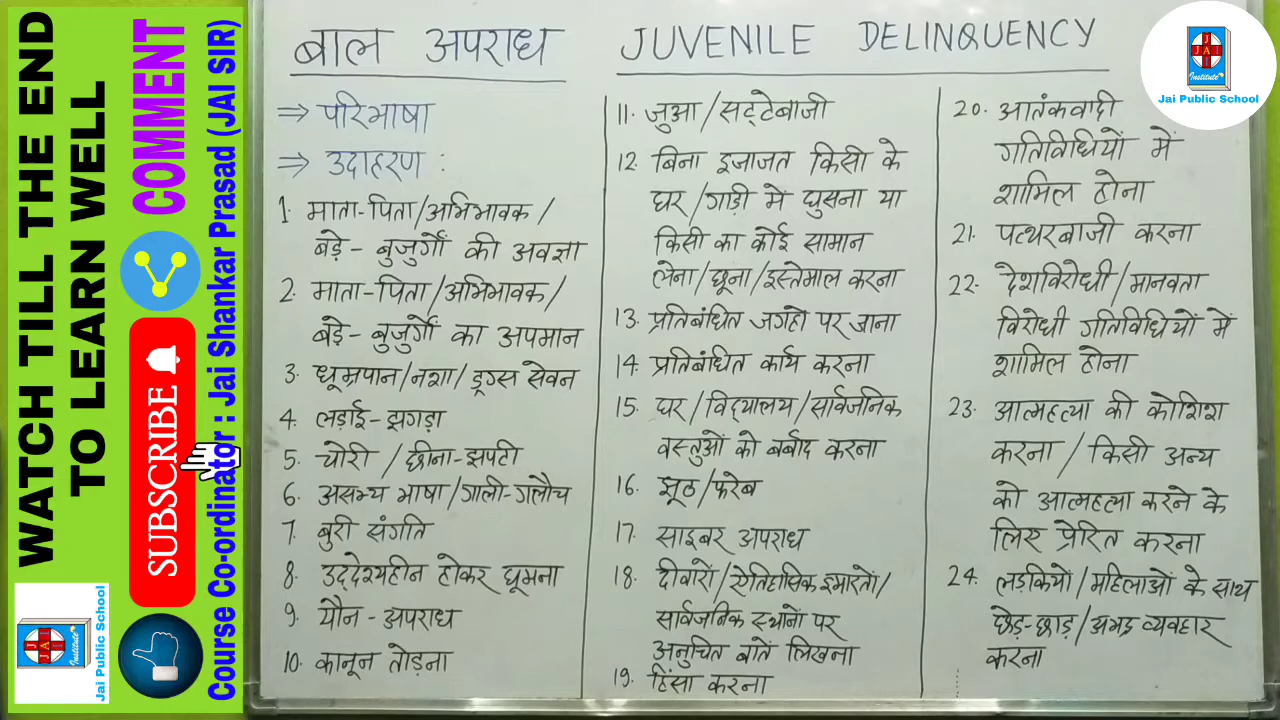 WATCH TILL THE END
TO LEARN WELL
COMMENT
SUBSCRIBE
Course Co-ordinator : Jai Shankar Prasad (JAI SIR)
JAI
Institute
Jai Public School
बाल अपराध JUVENILE DELINQUENCY
⇒ परिभाषा
⇒ उदाहरण :
1. माता-पिता/अभिभावक/
बड़े-बुजुर्गों की अवज्ञा
2. माता-पिता/अभिभावक/
बड़े-बुजुर्गों का अपमान
3. धूम्रपान/नशा/ड्रग्स सेवन
4. लड़ाई-झगड़ा
5. चोरी /छीना-झपटी
6. असभ्य भाषा/गाली-गलौच
7. बुरी संगति
8. उद्देश्यहीन होकर घूमना
9. यौन-अपराध
10. कानून तोड़ना
11. जुआ/सट्टेबाजी
12. बिना इजाजत किसी के
घर/गाड़ी में घुसना या
किसी का कोई सामान
लेना/छूना/इस्तेमाल करना
13. प्रतिबंधित जगहों पर जाना
14. प्रतिबंधित कार्य करना
15. घर/विद्यालय/सार्वजनिक
वस्तुओं को बर्बाद करना
16. झूठ/फरेब
17. साइबर अपराध
18. दीवारों/ऐतिहासिक इमारतों/
सार्वजनिक स्थानों पर
अनुचित बातें लिखना
19. हिंसा करना
20. आतंकवादी
गतिविधियों में
शामिल होना
21. पत्थरबाजी करना
22. देशविरोधी/मानवता
विरोधी गतिविधियों में
शामिल होना
23. आत्महत्या की कोशिश
करना/किसी अन्य
को आत्महत्या करने के
लिए प्रेरित करना
24. लड़कियों/महिलाओं के साथ
छेड़-छाड़/अभद्र व्यवहार
करना
JAI
Institute
Jai Public School